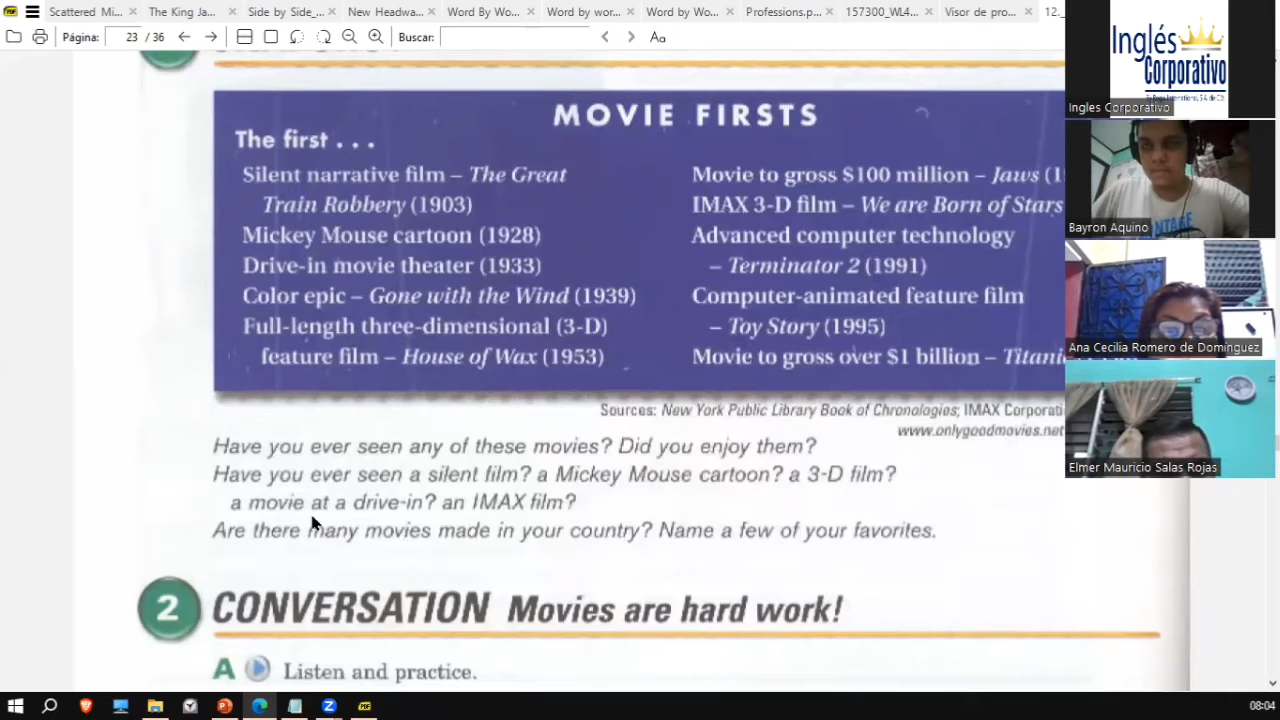 Scattered Mi...
The King Ja...
Side by Side_...
New Headwa...
Word By Wo...
Word by wor...
Word by Wo...
Professions.p...
157300_WL4...
Visor de pro...
12._
Página: 23 / 36
Buscar:
Aa
MOVIE FIRSTS
The first . . .
Silent narrative film – The Great
Train Robbery (1903)
Mickey Mouse cartoon (1928)
Drive-in movie theater (1933)
Color epic – Gone with the Wind (1939)
Full-length three-dimensional (3-D)
feature film – House of Wax (1953)
Movie to gross $100 million – Jaws (1
IMAX 3-D film – We are Born of Stars
Advanced computer technology
– Terminator 2 (1991)
Computer-animated feature film
– Toy Story (1995)
Movie to gross over $1 billion – Titani
Sources: New York Public Library Book of Chronologies; IMAX Corporati
www.onlygoodmovies.net
Have you ever seen any of these movies? Did you enjoy them?
Have you ever seen a silent film? a Mickey Mouse cartoon? a 3-D film?
a movie at a drive-in? an IMAX film?
Are there many movies made in your country? Name a few of your favorites.
2 CONVERSATION Movies are hard work!
A Listen and practice.
Inglés
Corporativo
Ingles Corporativo
Bayron Aquino
Ana Cecilia Romero de Dominguez
Elmer Mauricio Salas Rojas
08:04